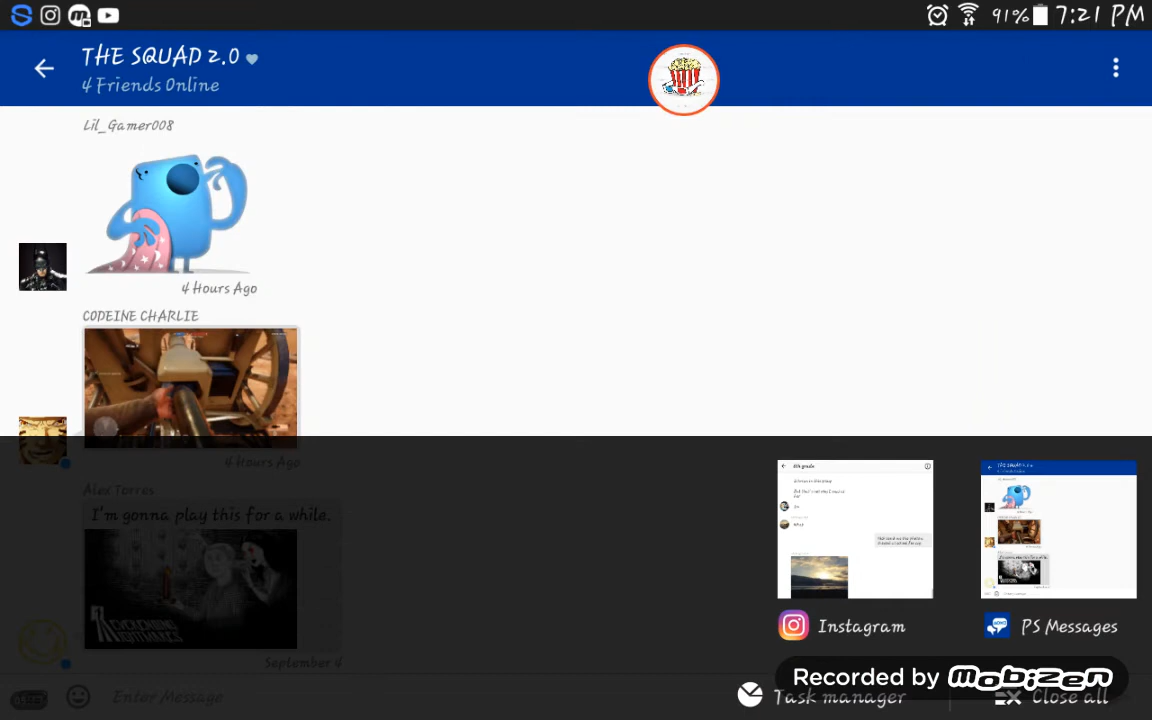 91% 7:21 PM
THE SQUAD 2.0
4 Friends Online
Lil_Gamer008
4 Hours Ago
CODEINE CHARLIE
4 Hours Ago
Alex Torres
I'm gonna play this for a while.
NEVERENDING
NIGHTMARES
September 4
Enter Message
Instagram
PS Messages
Recorded by MOBIZEN
Task manager
Close all